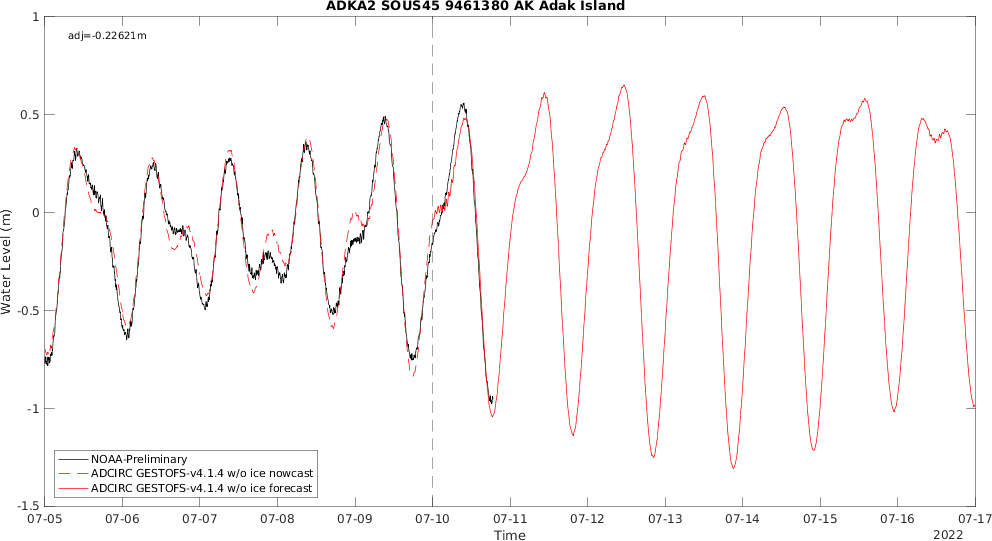 ADKA2 SOUS45 9461380 AK Adak Island
adj=-0.22621m
1
0.5
0
-0.5
-1
-1.5
Water Level (m)
NOAA-Preliminary
ADCIRC GESTOFS-v4.1.4 w/o ice nowcast
ADCIRC GESTOFS-v4.1.4 w/o ice forecast
07-05 07-06 07-07 07-08 07-09 07-10 07-11 07-12 07-13 07-14 07-15 07-16 07-17
Time
2022